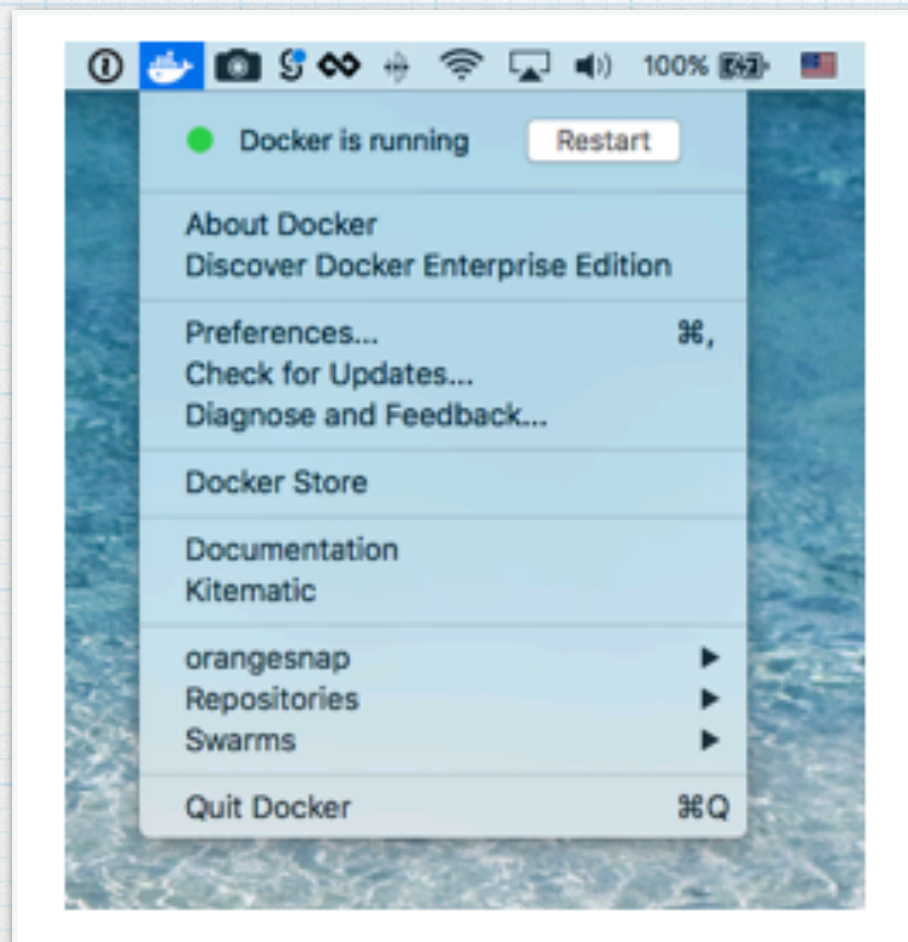 100%
Docker is running Restart
About Docker
Discover Docker Enterprise Edition
Preferences... ⌘,
Check for Updates...
Diagnose and Feedback...
Docker Store
Documentation
Kitematic
orangesnap
Repositories
Swarms
Quit Docker ⌘Q